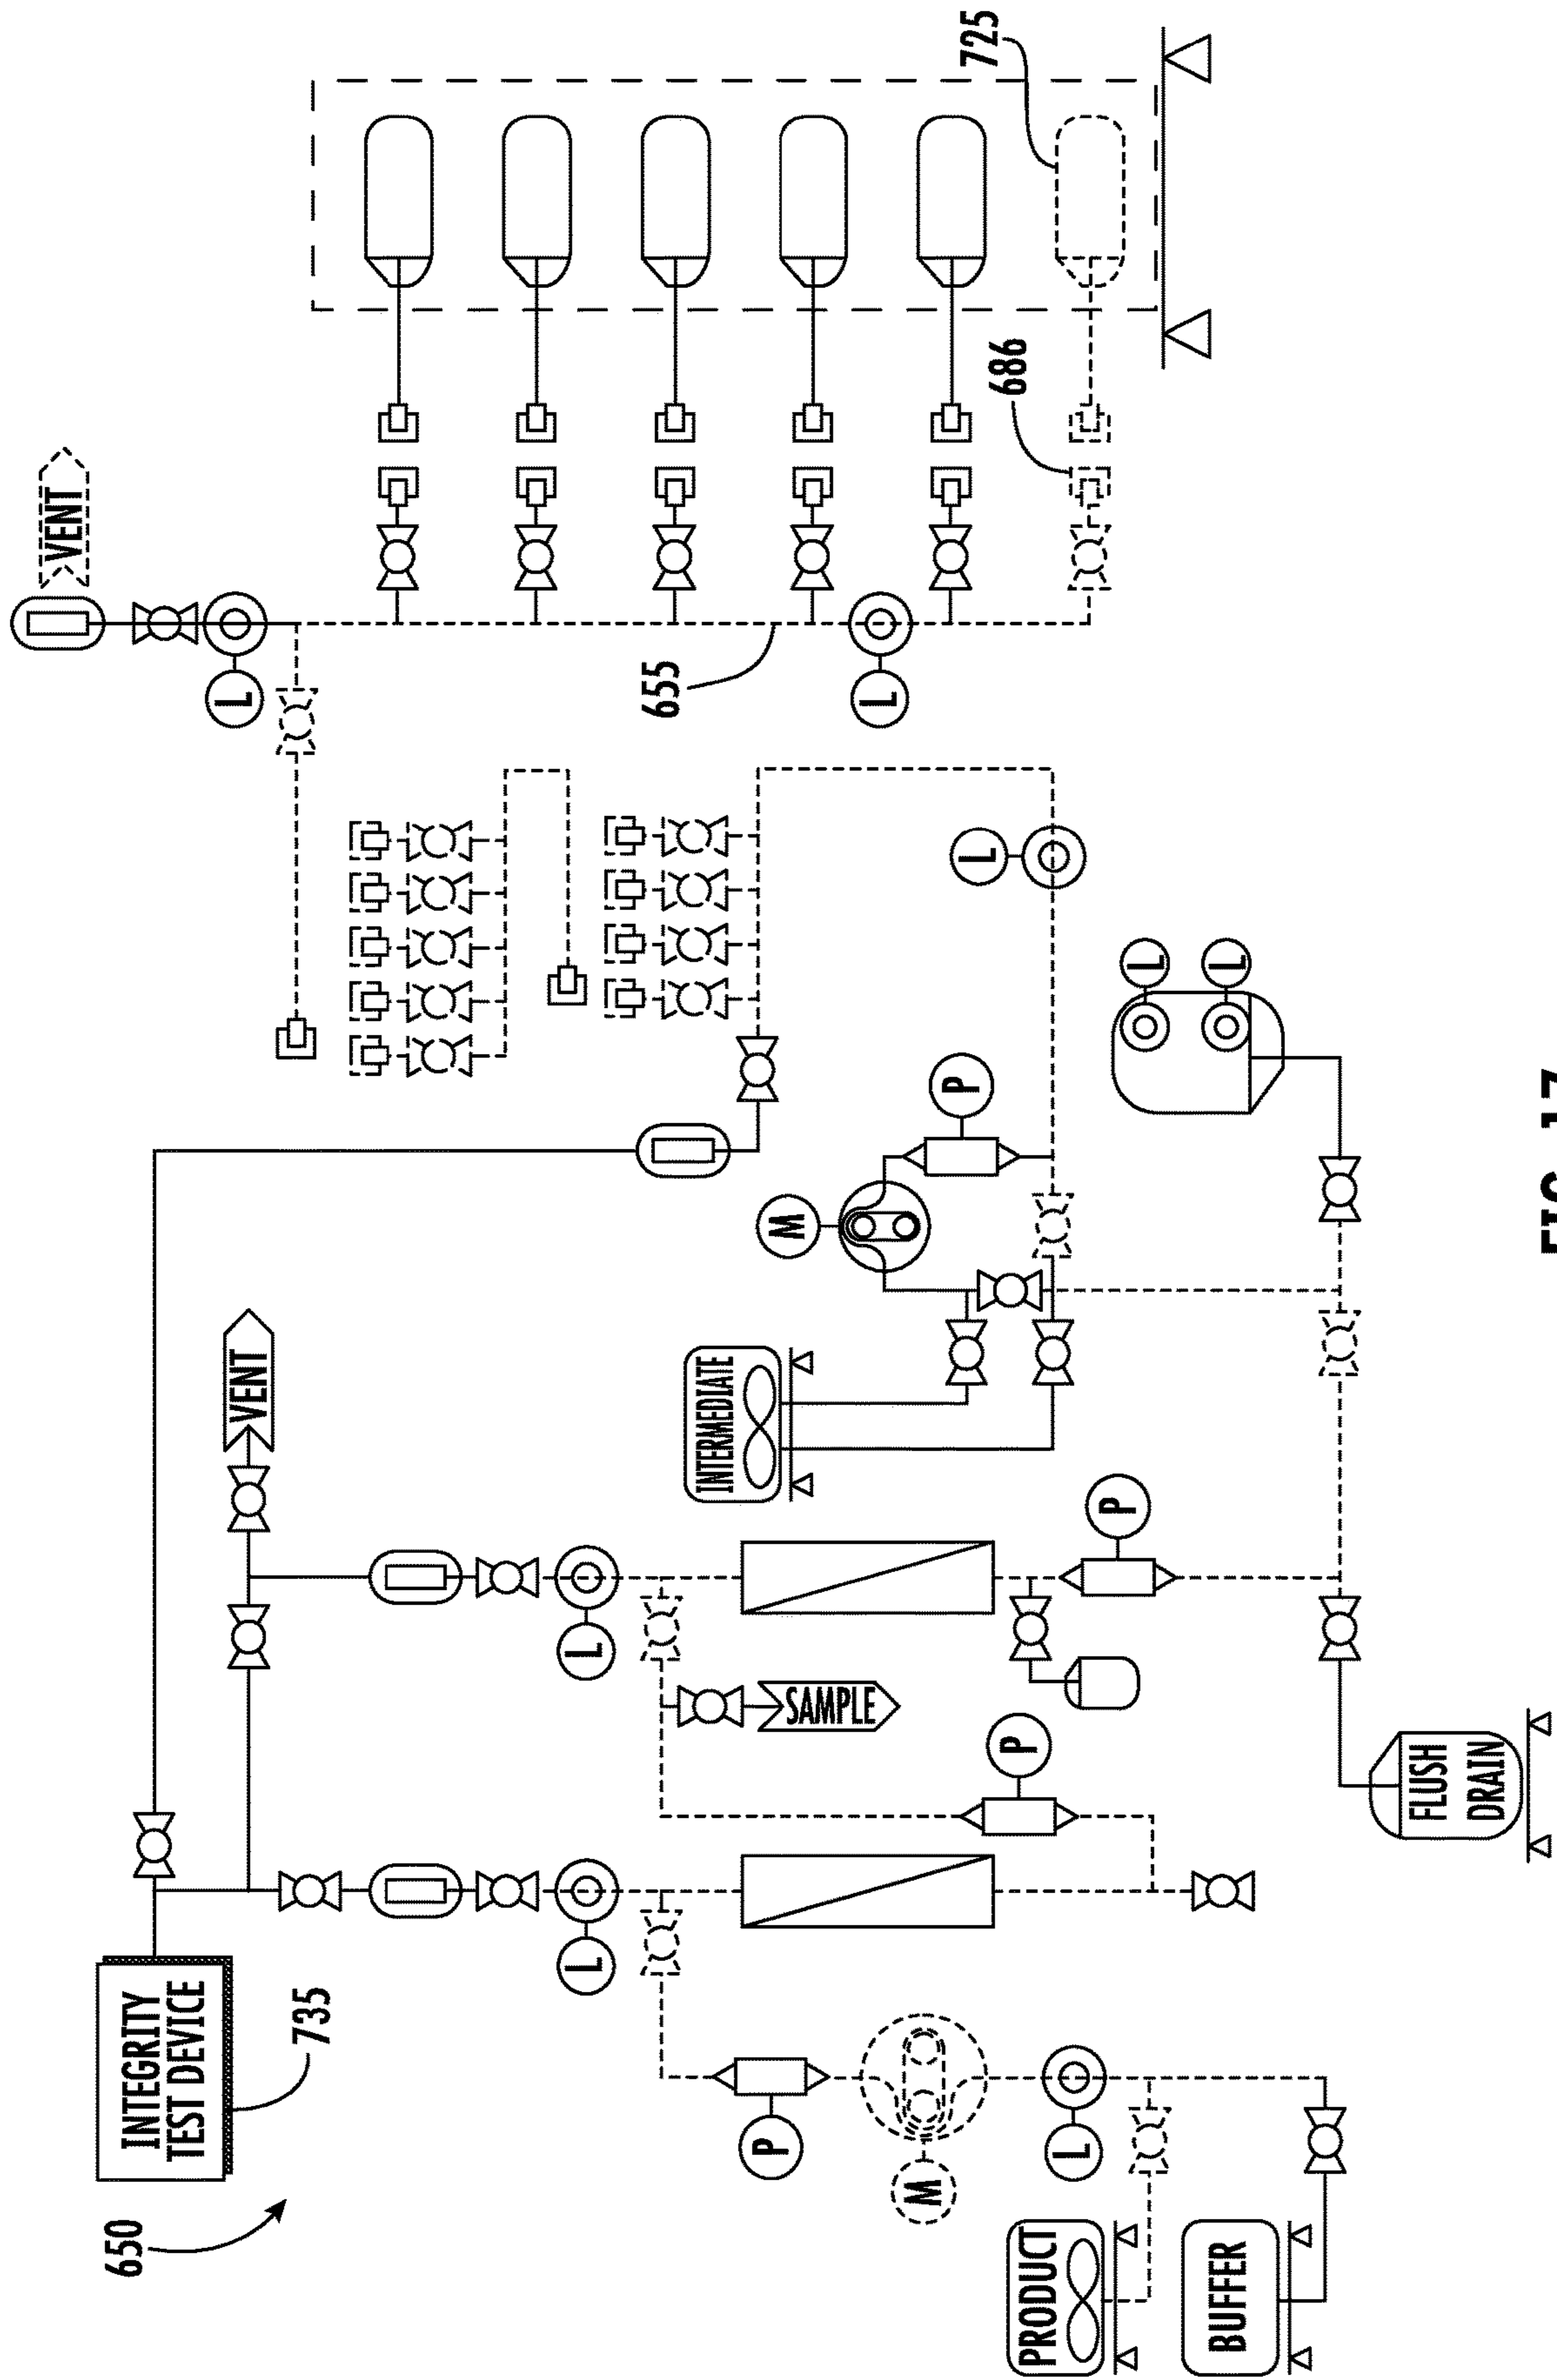 VENT
650
INTEGRITY
TEST DEVICE
L
VENT
735
L
L
655
INTERMEDIATE
P
M
SAMPLE
L
M
P
L
725
686
P
PRODUCT
L
P
L
L
BUFFER
FLUSH
DRAIN